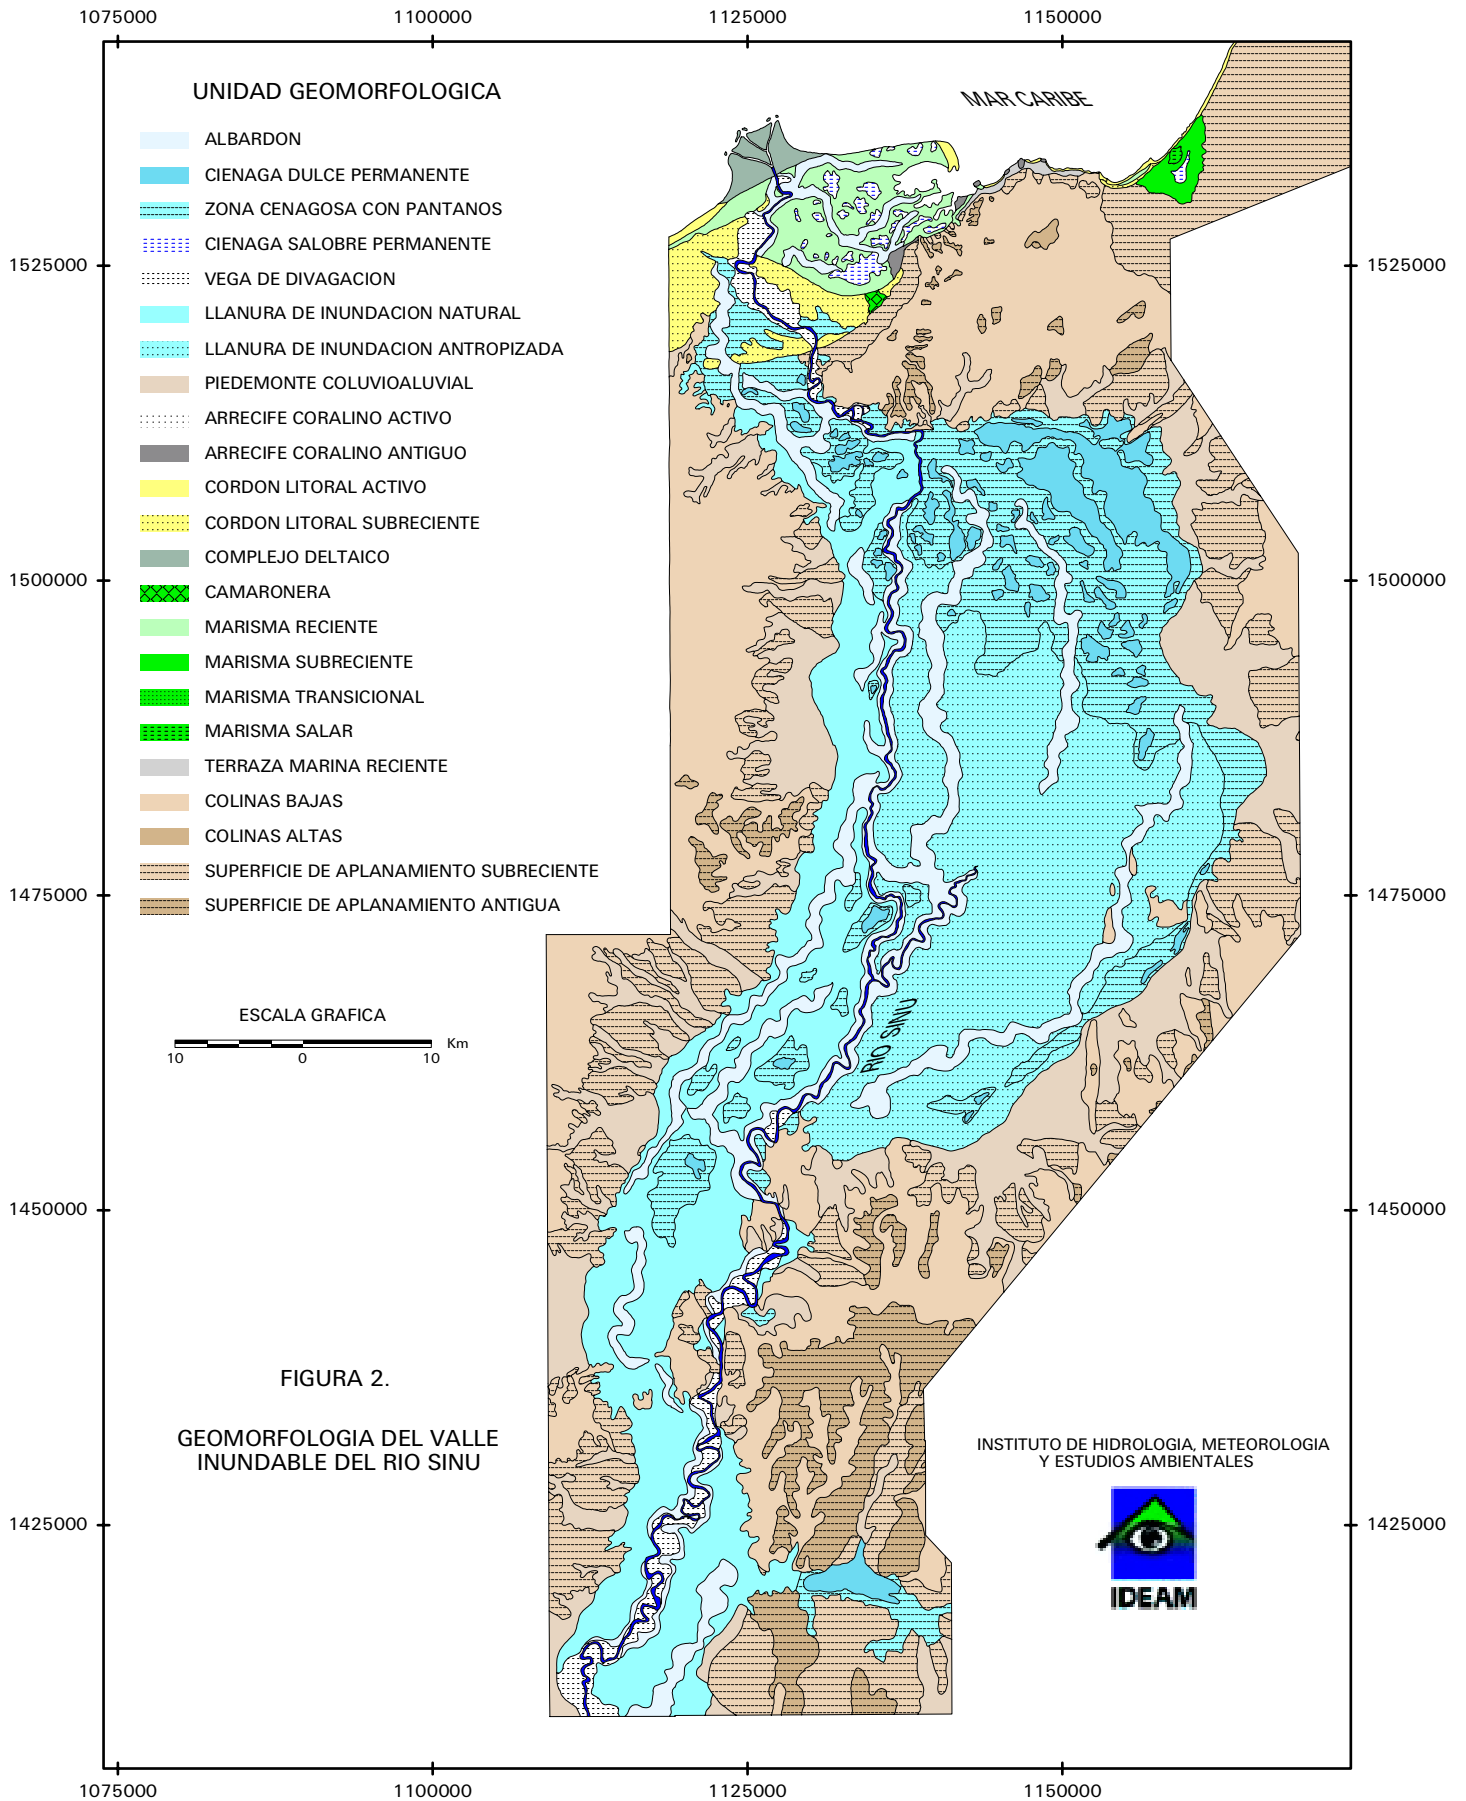 1075000 1100000 1125000 1150000
MAR CARIBE
UNIDAD GEOMORFOLOGICA
ALBARDON
CIENAGA DULCE PERMANENTE
ZONA CENAGOSA CON PANTANOS
CIENAGA SALOBRE PERMANENTE
VEGA DE DIVAGACION
LLANURA DE INUNDACION NATURAL
LLANURA DE INUNDACION ANTROPIZADA
PIEDEMONTE COLUVIOALUVIAL
ARRECIFE CORALINO ACTIVO
ARRECIFE CORALINO ANTIGUO
CORDON LITORAL ACTIVO
CORDON LITORAL SUBRECIENTE
COMPLEJO DELTAICO
CAMARONERA
MARISMA RECIENTE
MARISMA SUBRECIENTE
MARISMA TRANSICIONAL
MARISMA SALAR
TERRAZA MARINA RECIENTE
COLINAS BAJAS
COLINAS ALTAS
SUPERFICIE DE APLANAMIENTO SUBRECIENTE
SUPERFICIE DE APLANAMIENTO ANTIGUA
1525000 1525000
1500000 1500000
1475000 1475000
1450000 1450000
1425000 1425000
RIO SINU
ESCALA GRAFICA
10 0 10 Km
FIGURA 2.
GEOMORFOLOGIA DEL VALLE
INUNDABLE DEL RIO SINU
INSTITUTO DE HIDROLOGIA, METEOROLOGIA
Y ESTUDIOS AMBIENTALES
IDEAM
1075000 1100000 1125000 1150000